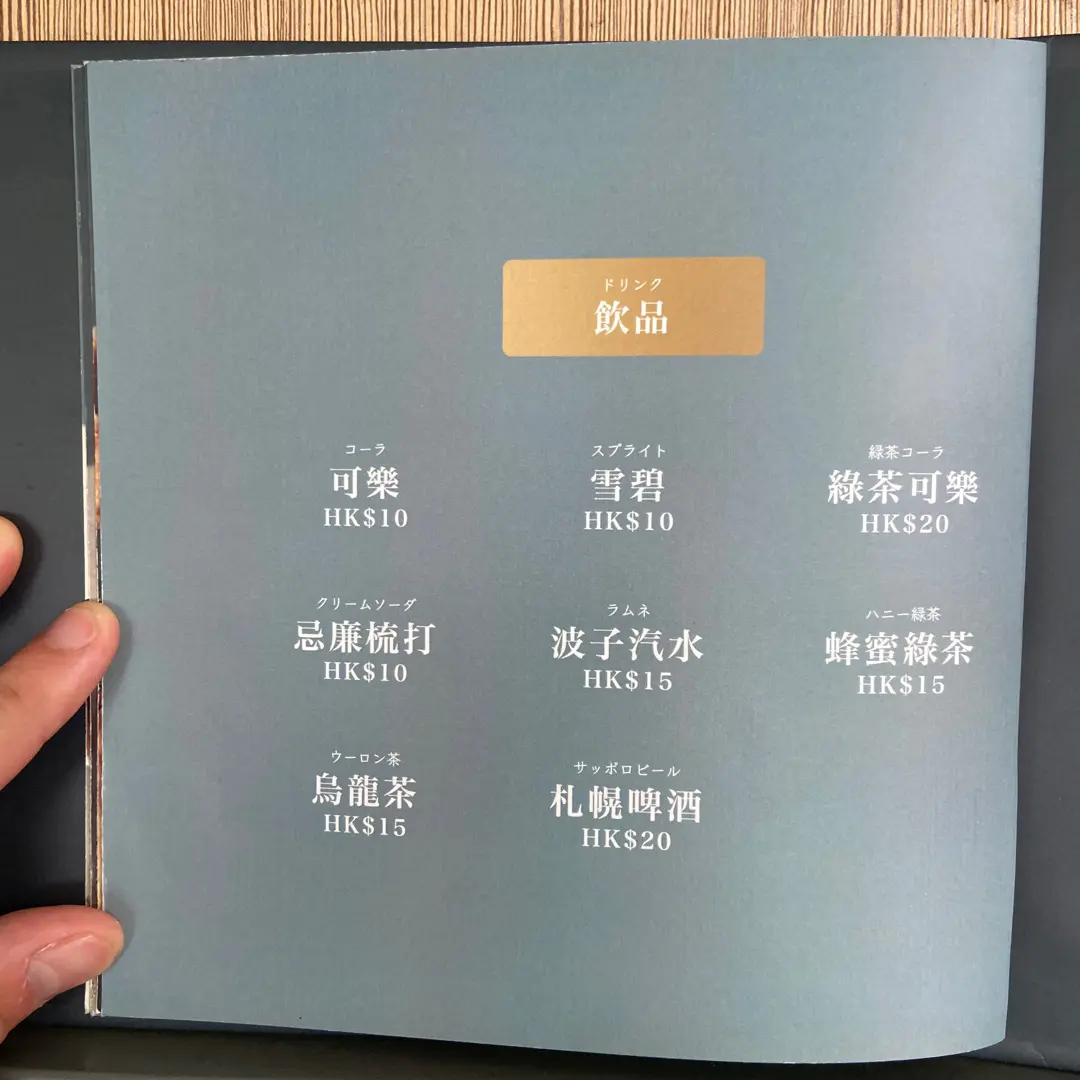 ドリンク
飲品
コーラ
可樂
HK$10
スプライト
雪碧
HK$10
緑茶コーラ
綠茶可樂
HK$20
クリームソーダ
忌廉梳打
HK$10
ラムネ
波子汽水
HK$15
ハニー緑茶
蜂蜜綠茶
HK$15
ウーロン茶
烏龍茶
HK$15
サッポロビール
札幌啤酒
HK$20